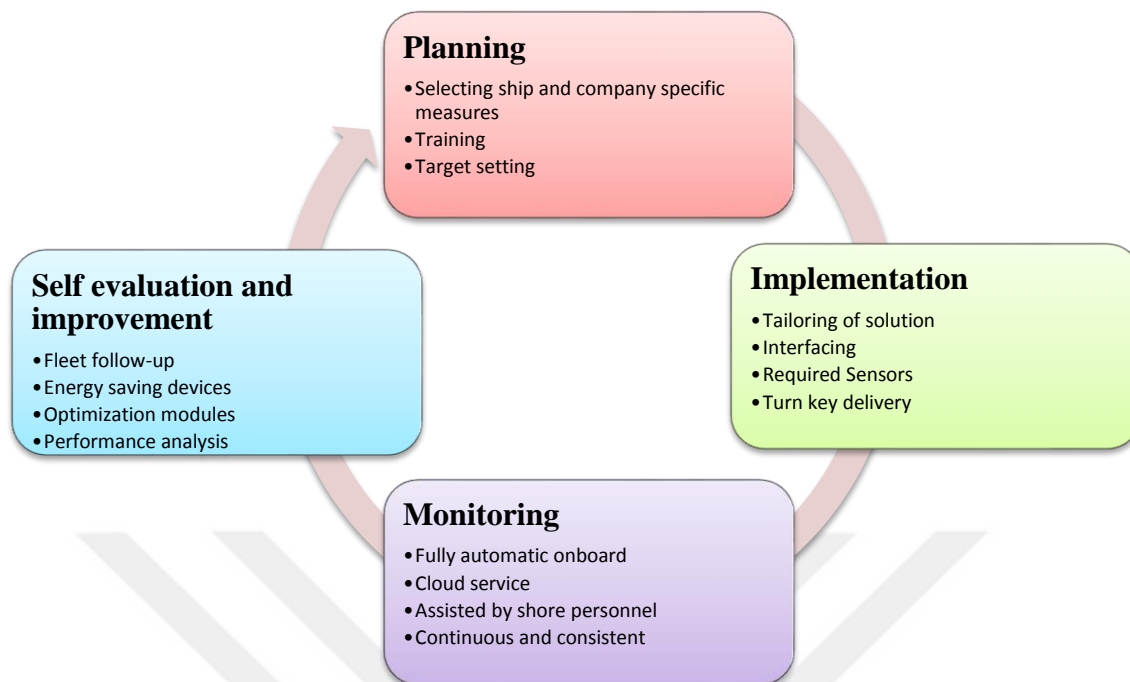 Planning
•Selecting ship and company specific
measures
•Training
•Target setting
Implementation
•Tailoring of solution
•Interfacing
•Required Sensors
•Turn key delivery
Monitoring
•Fully automatic onboard
•Cloud service
•Assisted by shore personnel
•Continuous and consistent
Self evaluation and
improvement
•Fleet follow-up
•Energy saving devices
•Optimization modules
•Performance analysis